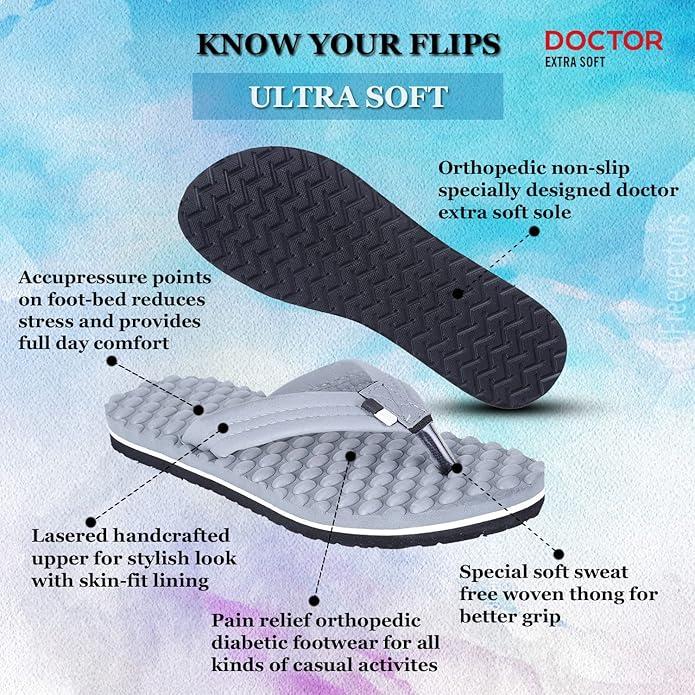 KNOW YOUR FLIPS
DOCTOR
EXTRA SOFT
ULTRA SOFT
Orthopedic non-slip
specially designed doctor
extra soft sole
Accupressure points
on foot-bed reduces
stress and provides
full day comfort
Lasered handcrafted
upper for stylish look
with skin-fit lining
Special soft sweat
free woven thong for
better grip
Pain relief orthopedic
diabetic footwear for all
kinds of casual activites